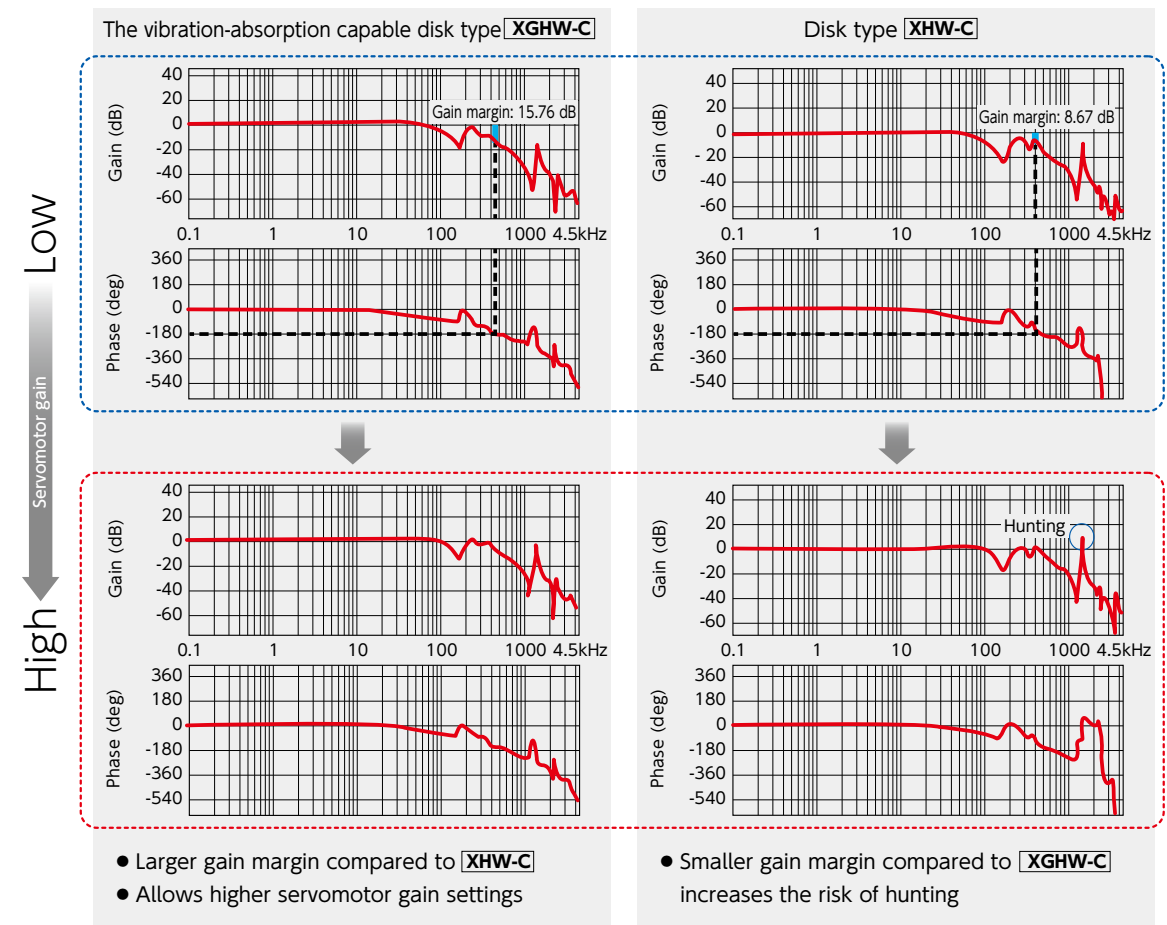 The vibration-absorption capable disk type XGHW-C
Disk type XHW-C
Low
Servomotor gain
High
Gain (dB)
40
20
0
-20
-40
-60
Gain margin: 15.76 dB
0.1 1 10 100 1000 4.5kHz
Phase (deg)
360
180
0
-180
-360
-540
Gain (dB)
40
20
0
- 20
-40
-60
Gain margin: 8.67 dB
0.1 1 10 100 1000 4.5kHz
Phase (deg)
360
180
0
-180
-360
-540
Gain (dB)
40
20
0
-20
-40
-60
0.1 1 10 100 1000 4.5kHz
Phase (deg)
360
180
0
-180
-360
-540
Gain (dB)
40
20
0
-20
-40
-60
Hunting
0.1 1 10 100 1000 4.5kHz
Phase (deg)
360
180
0
-180
-360
-540
● Larger gain margin compared to XHW-C
● Allows higher servomotor gain settings
● Smaller gain margin compared to XGHW-C
increases the risk of hunting